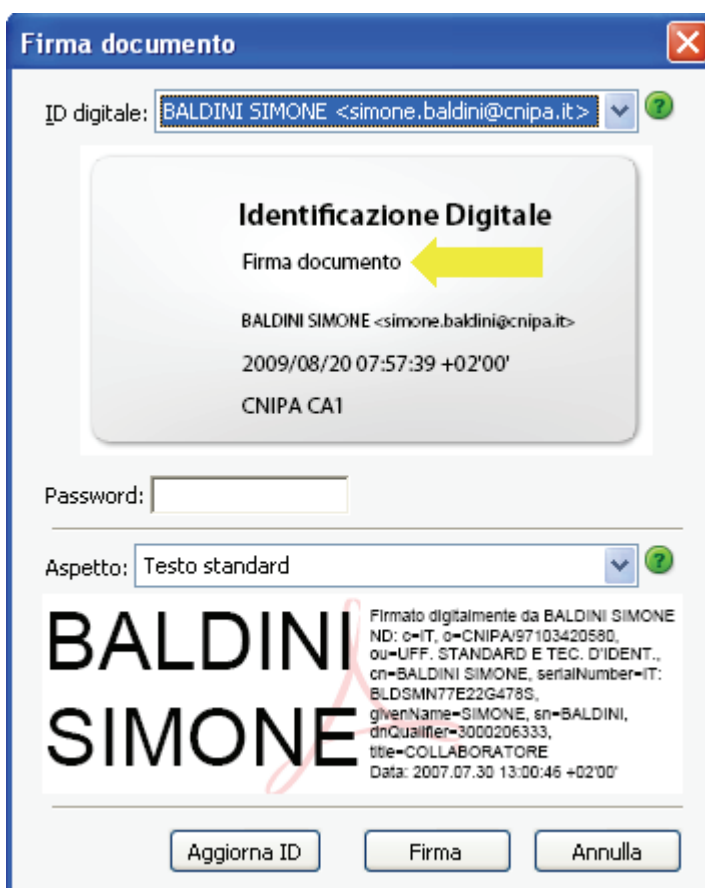 Firma documento
ID digitale: BALDINI SIMONE <simone.baldini@cnipa.it> ?
Identificazione Digitale
Firma documento
BALDINI SIMONE <simone.baldini@cnipa.it>
2009/08/20 07:57:39 +02'00'
CNIPA CA1
Password:
Aspetto: Testo standard ?
BALDINI
SIMONE
Firmato digitalmente da BALDINI SIMONE
ND: c=IT, o=CNIPA/97103420580,
ou=UFF. STANDARD E TEC. D'IDENT.,
cn=BALDINI SIMONE, serialNumber=IT:
BLDSMN77E22G478S,
givenName=SIMONE, sn=BALDINI,
dnQualifier=3000206333,
title=COLLABORATORE
Data: 2007.07.30 13:00:46 +02'00'
Aggiorna ID Firma Annulla